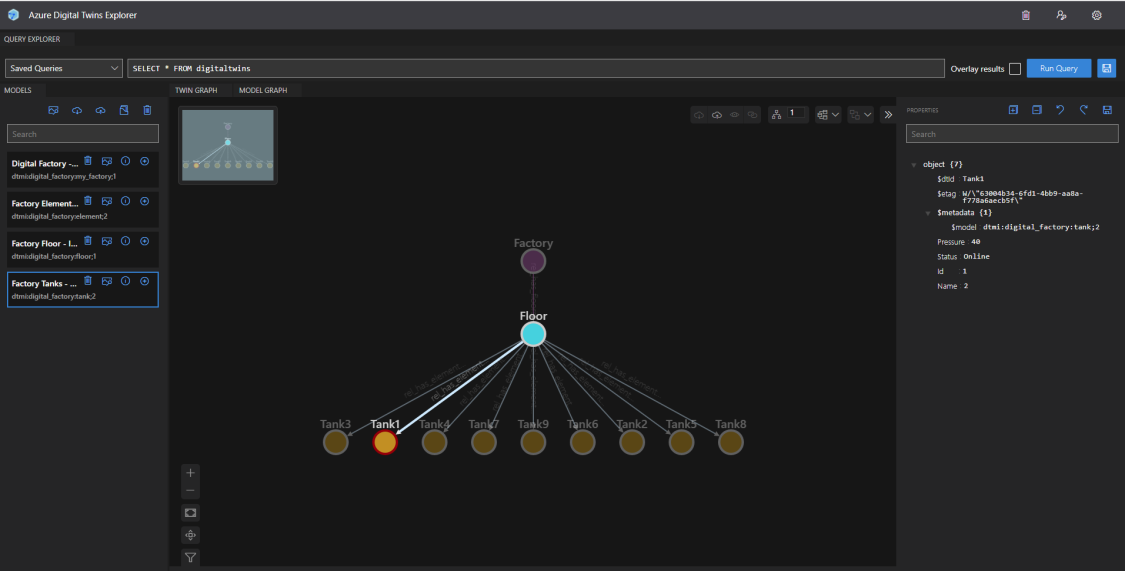 Azure Digital Twins Explorer
QUERY EXPLORER
Saved Queries
SELECT * FROM digitaltwins
Overlay results
Run Query
MODELS
Search
Digital Factory -...
dtmi:digital_factory:my_factory;1
Factory Element...
dtmi:digital_factory:element;2
Factory Floor - I...
dtmi:digital_factory:floor;1
Factory Tanks - ...
dtmi:digital_factory:tank;2
TWIN GRAPH MODEL GRAPH
1
Factory
Floor
rel_has_element
rel_has_element
rel_has_element
Tank3 Tank1 Tank4 Tank7 Tank9 Tank6 Tank2 Tank5 Tank8
PROPERTIES
Search
object {7}
$dtId : Tank1
$etag : W/\"63004b34-6fd1-4bb9-aa8a-
f778a6aecb5f\"
$metadata {1}
$model : dtmi:digital_factory:tank;2
Pressure : 40
Status : Online
Id : 1
Name : 2